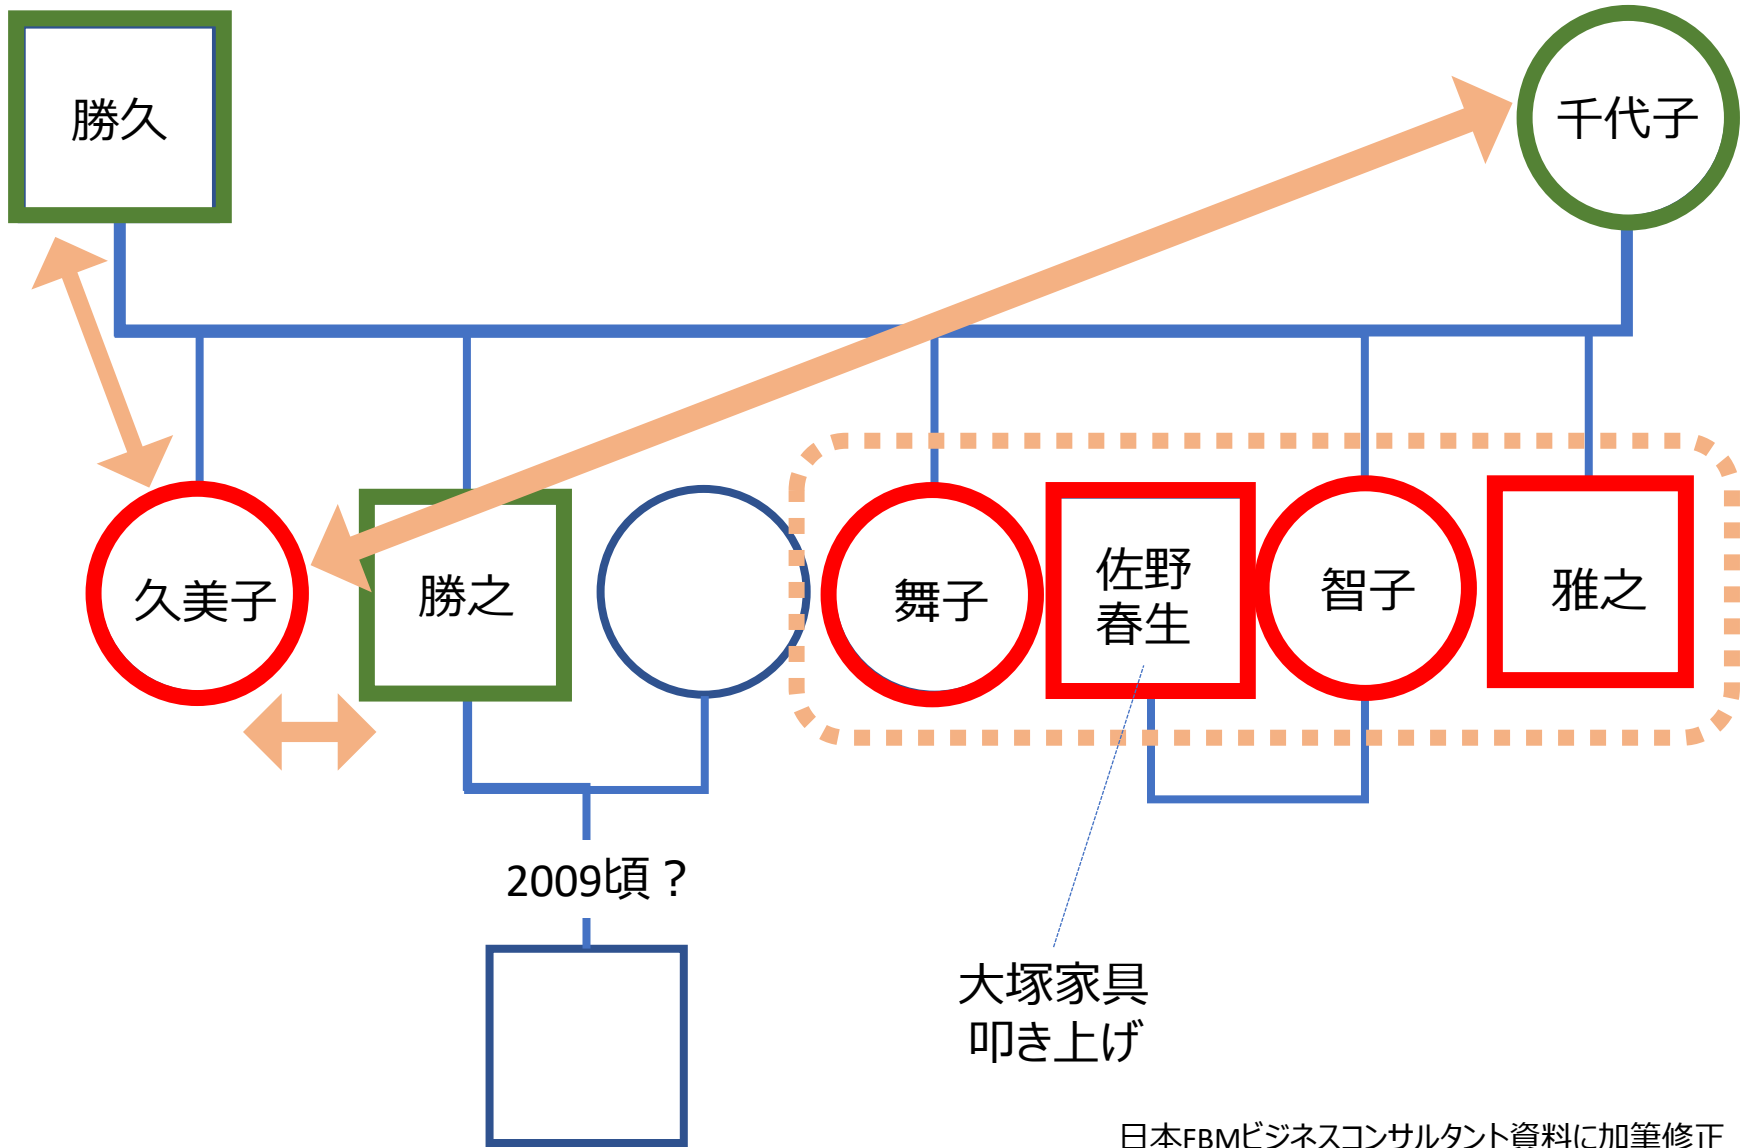 勝久
千代子
久美子
勝之
舞子
佐野
春生
智子
雅之
2009頃？
大塚家具
叩き上げ
日本FBMビジネスコンサルタント資料に加筆修正